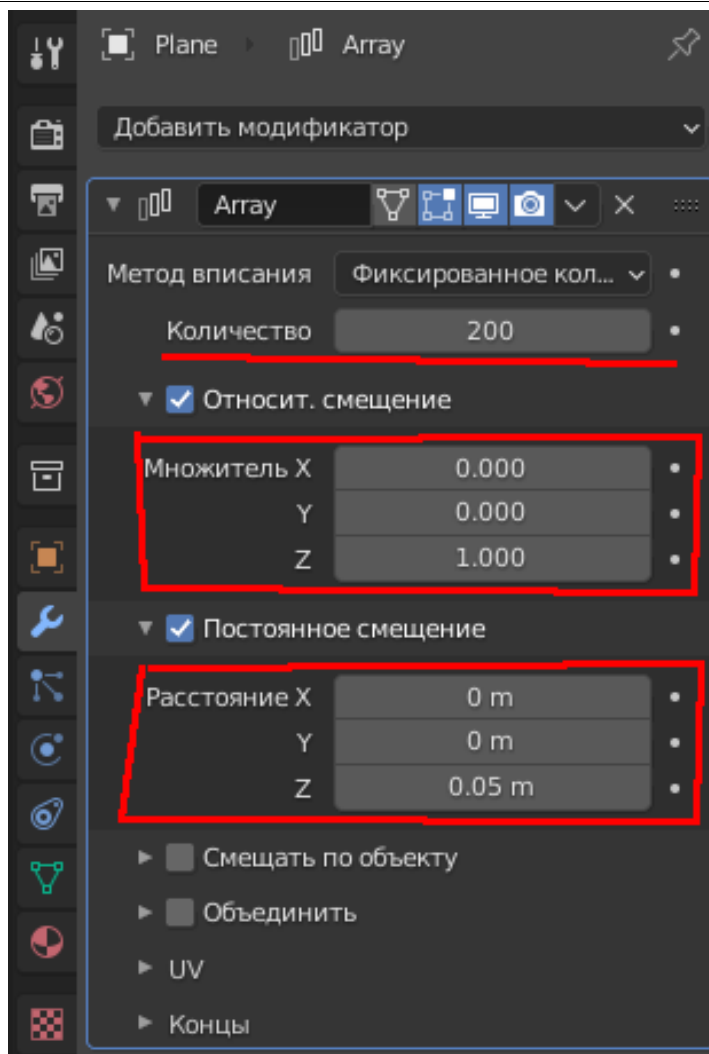 Plane Array
Добавить модификатор
Array
Метод вписания Фиксированное кол...
Количество 200
Относит. смещение
Множитель X 0.000
Y 0.000
Z 1.000
Постоянное смещение
Расстояние X 0 m
Y 0 m
Z 0.05 m
Смещать по объекту
Объединить
UV
Концы